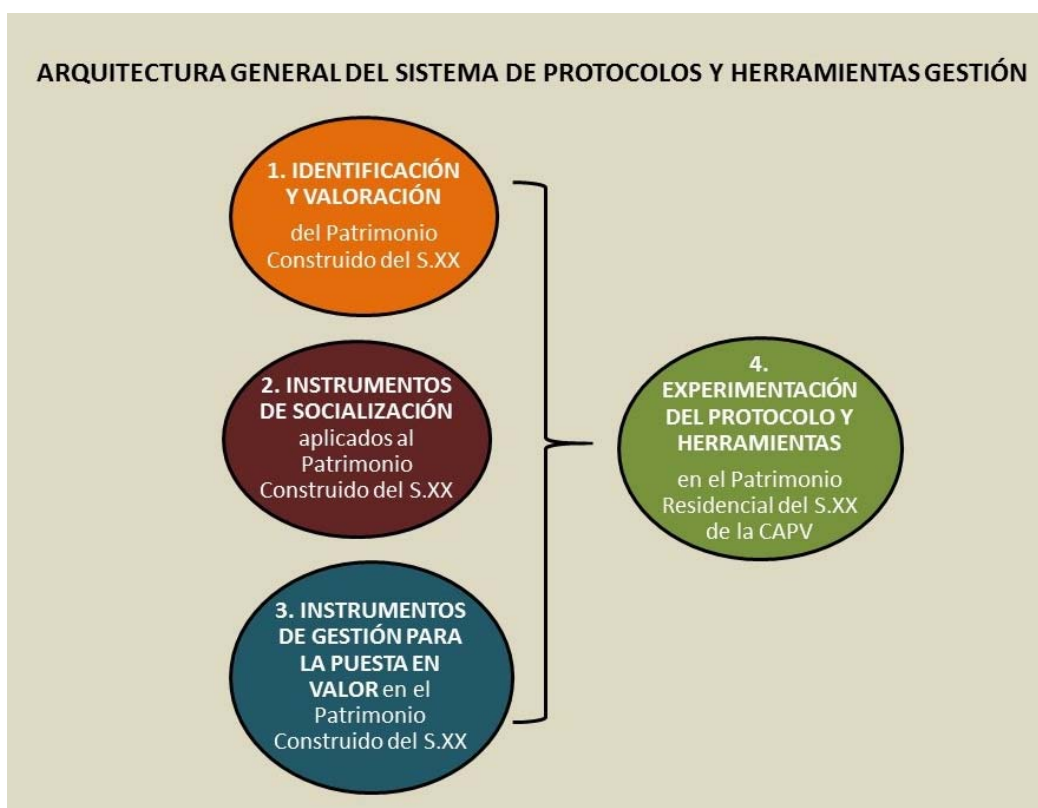 ARQUITECTURA GENERAL DEL SISTEMA DE PROTOCOLOS Y HERRAMIENTAS GESTIÓN
1. IDENTIFICACIÓN
Y VALORACIÓN
del Patrimonio
Construido del S.XX
2. INSTRUMENTOS
DE SOCIALIZACIÓN
aplicados al
Patrimonio
Construido del S.XX
3. INSTRUMENTOS
DE GESTIÓN PARA
LA PUESTA EN
VALOR en el
Patrimonio
Construido del S.XX
4.
EXPERIMENTACIÓN
DEL PROTOCOLO Y
HERRAMIENTAS
en el Patrimonio
Residencial del S.XX
de la CAPV